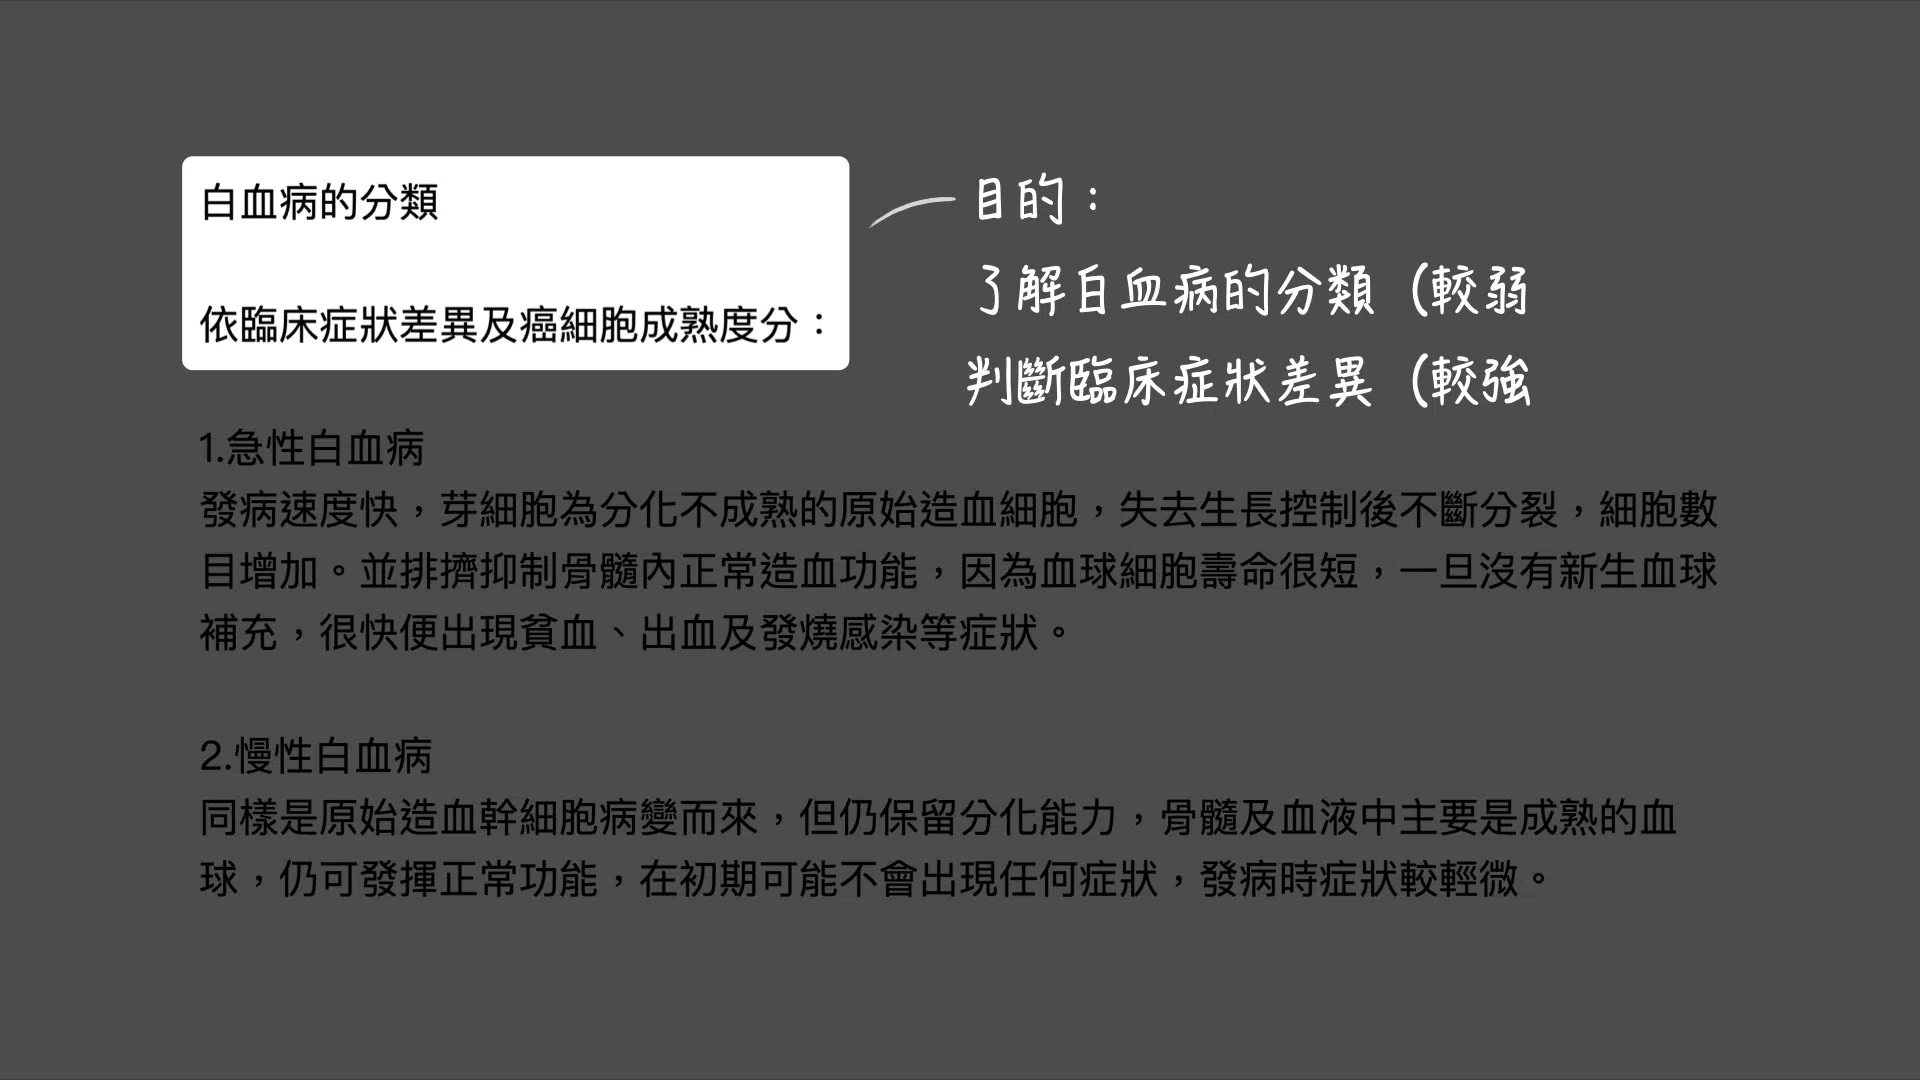 白血病的分類
依臨床症狀差異及癌細胞成熟度分：
目的：
了解白血病的分類（較弱
判斷臨床症狀差異（較強
1.急性白血病
發病速度快，芽細胞為分化不成熟的原始造血細胞，失去生長控制後不斷分裂，細胞數
目增加。並排擠抑制骨髓內正常造血功能，因為血球細胞壽命很短，一旦沒有新生血球
補充，很快便出現貧血、出血及發燒感染等症狀。
2.慢性白血病
同樣是原始造血幹細胞病變而來，但仍保留分化能力，骨髓及血液中主要是成熟的血
球，仍可發揮正常功能，在初期可能不會出現任何症狀，發病時症狀較輕微。